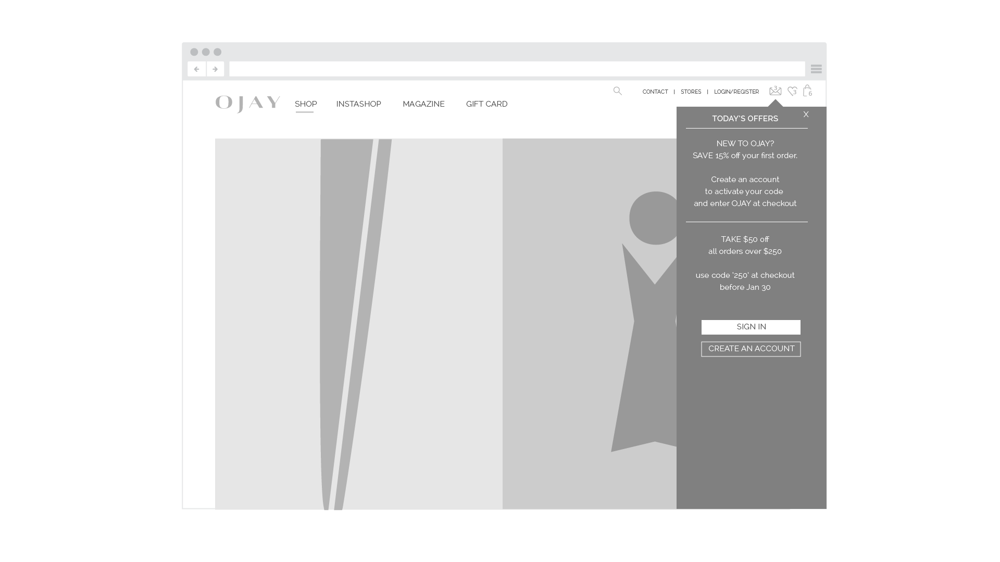 CONTACT | STORES | LOGIN/REGISTER 3 3 6
OJAY SHOP INSTASHOP MAGAZINE GIFT CARD
X
TODAY'S OFFERS
NEW TO OJAY?
SAVE 15% off your first order.
Create an account
to activate your code
and enter OJAY at checkout
TAKE $50 off
all orders over $250
use code '250' at checkout
before Jan 30
SIGN IN
CREATE AN ACCOUNT